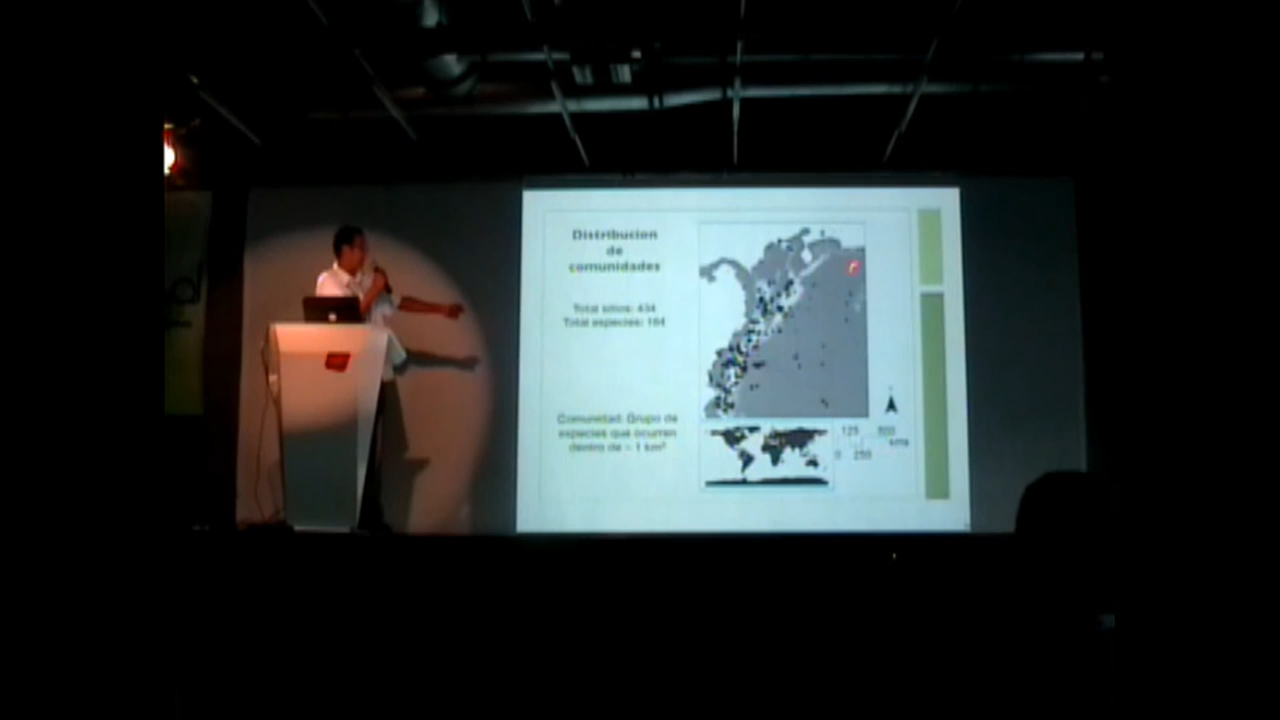 Distribucion
de
comunidades
Total sitios: 434
Total especies: 164
Comunidad: Grupo de
especies que ocurren
dentro de ~ 1 km²
125
500
kms
0
250